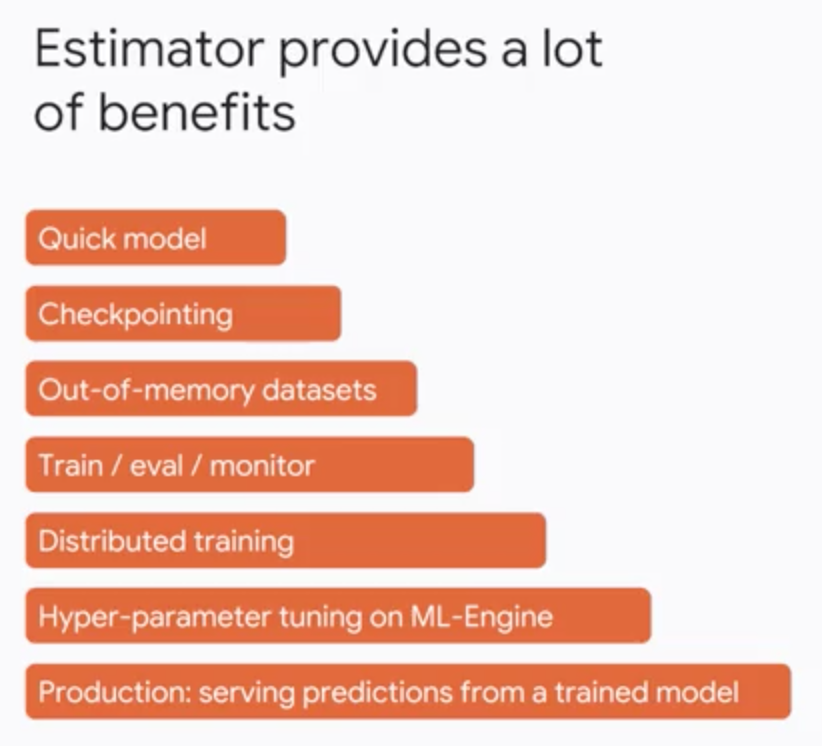 Estimator provides a lot
of benefits
Quick model
Checkpointing
Out-of-memory datasets
Train / eval / monitor
Distributed training
Hyper-parameter tuning on ML-Engine
Production: serving predictions from a trained model